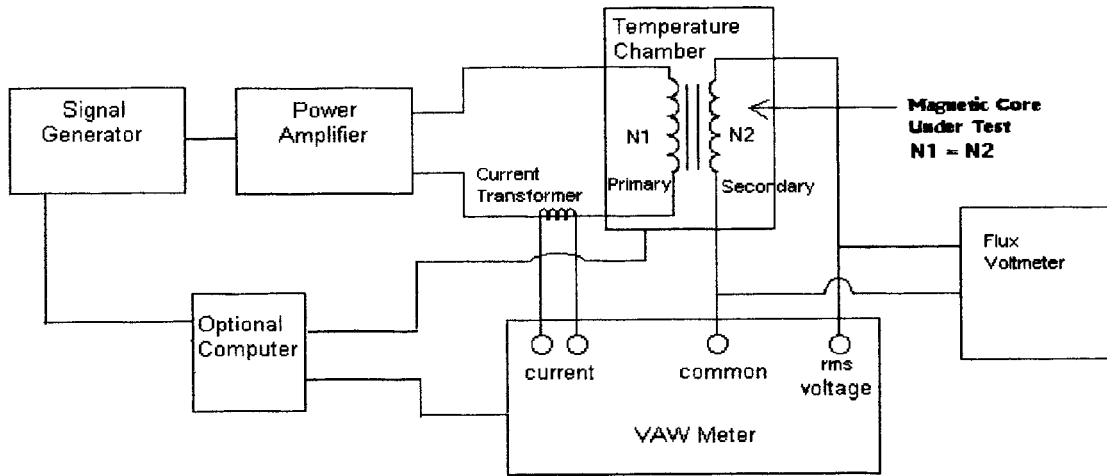 Temperature
Chamber
Signal
Generator
Power
Amplifier
N1
N2
Magnetic Core
Under Test
N1 = N2
Current
Transformer
Primary
Secondary
Flux
Voltmeter
Optional
Computer
current
common
rms
voltage
VAW Meter